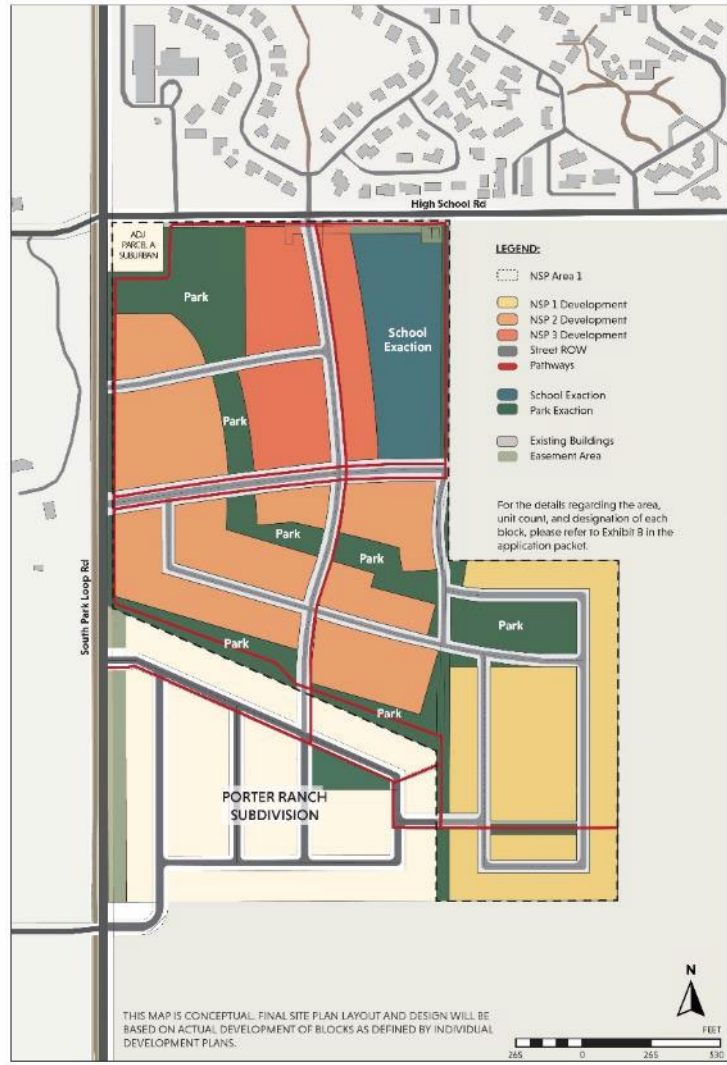 High School Rd
ADJ
PARCEL A:
SUBURBAN
Park
School
Exaction
Park
Park
Park
Park
Park
Park
South Park Loop Rd
PORTER RANCH
SUBDIVISION
LEGEND:
NSP Area 1
NSP 1 Development
NSP 2 Development
NSP 3 Development
Street ROW
Pathways
School Exaction
Park Exaction
Existing Buildings
Easement Area
For the details regarding the area,
unit count, and designation of each
block, please refer to Exhibit B in the
application packet.
THIS MAP IS CONCEPTUAL. FINAL SITE PLAN LAYOUT AND DESIGN WILL BE
BASED ON ACTUAL DEVELOPMENT OF BLOCKS AS DEFINED BY INDIVIDUAL
DEVELOPMENT PLANS.
N
FEET
265 0 265 530